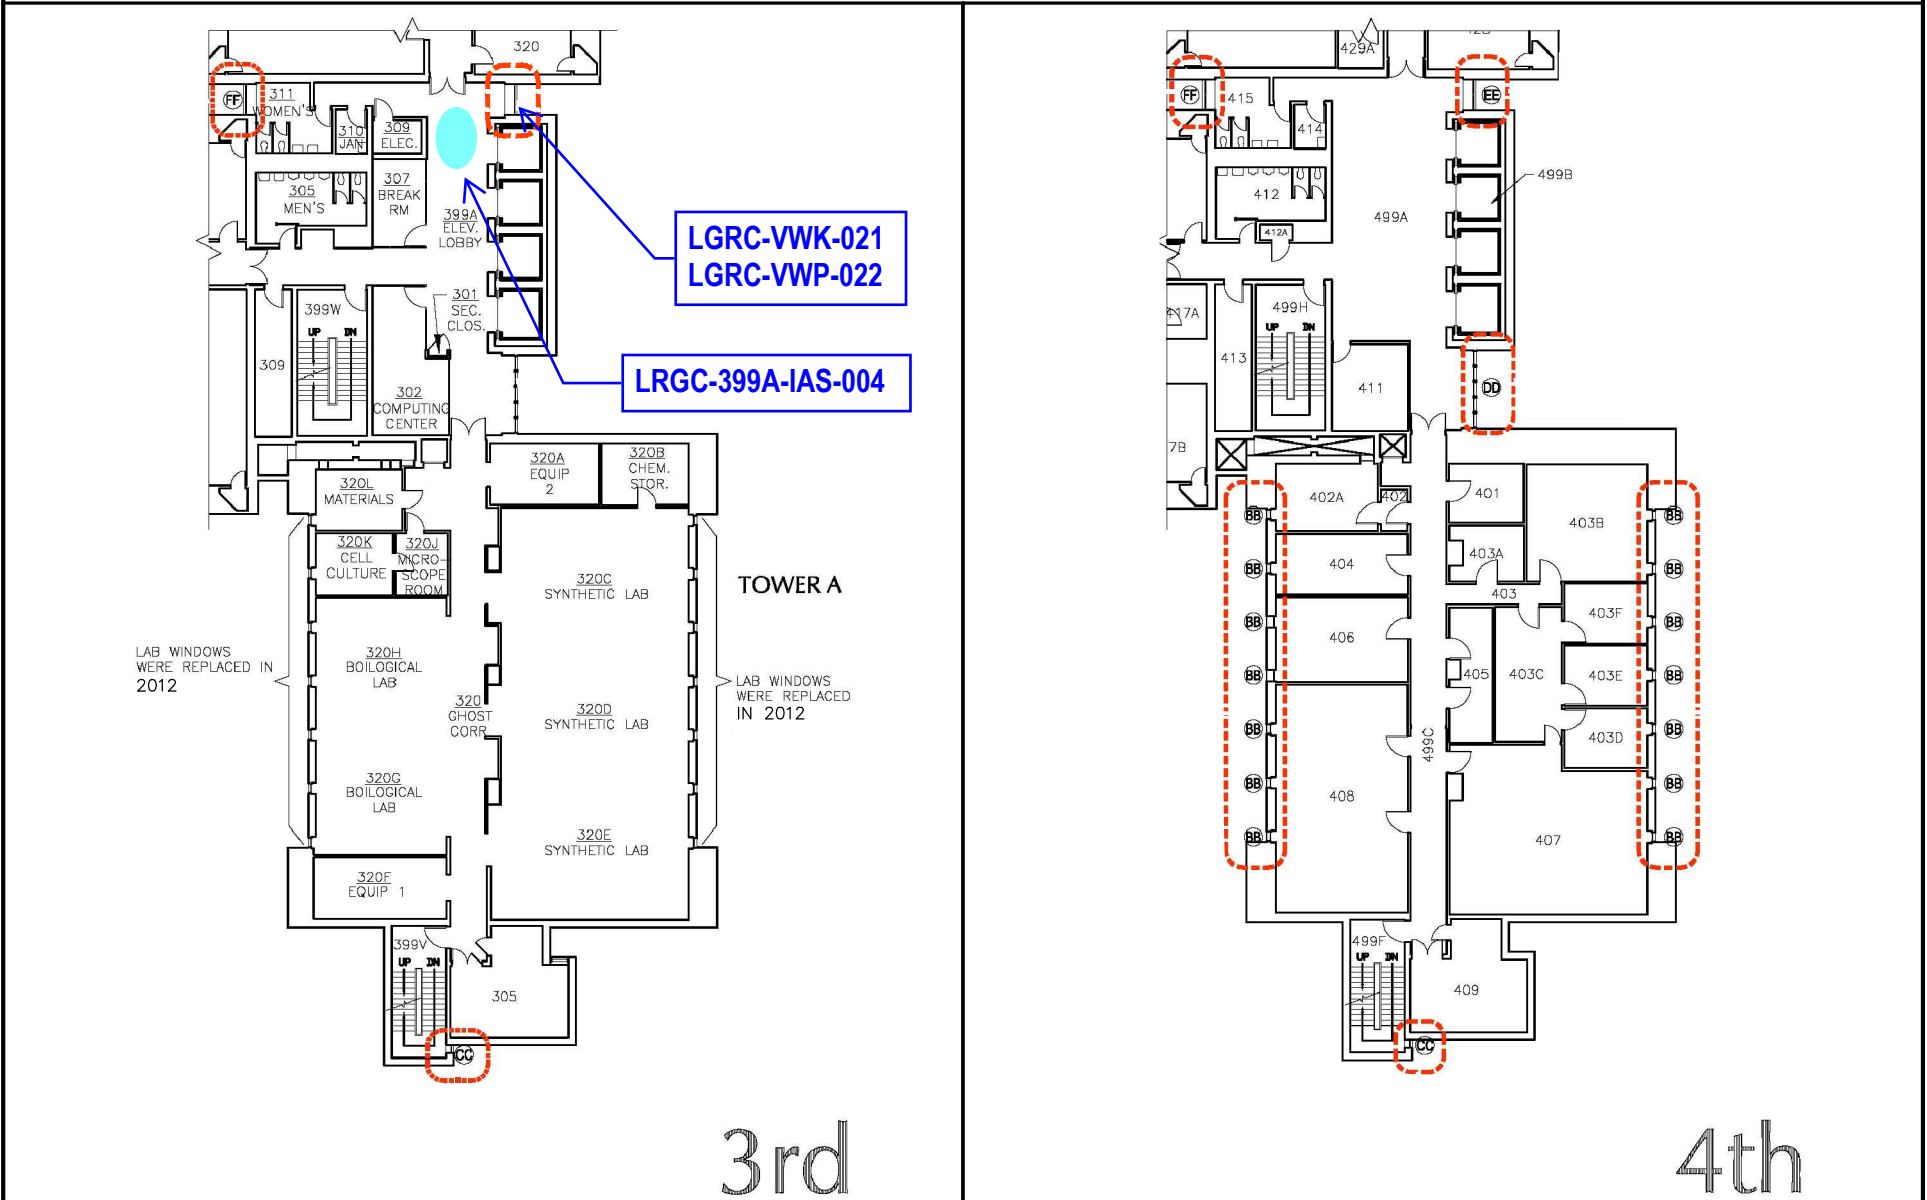 320
FF
311
WOMEN'S
310
JAN
309
ELEC.
307
BREAK
RM
305
MEN'S
399A
ELEV.
LOBBY
LGRC-VWK-021
LGRC-VWP-022
301
SEC.
CLOS.
399W
UP DN
309
302
COMPUTING
CENTER
LRGC-399A-IAS-004
320A
EQUIP
2
320B
CHEM.
STOR.
320L
MATERIALS
320K
CELL
CULTURE
320J
MICRO-
SCOPE
ROOM
320C
SYNTHETIC LAB
TOWER A
LAB WINDOWS
WERE REPLACED IN
2012
320H
BOILOGICAL
LAB
320
GHOST
CORR.
320D
SYNTHETIC LAB
LAB WINDOWS
WERE REPLACED
IN 2012
320G
BOILOGICAL
LAB
320E
SYNTHETIC LAB
320F
EQUIP 1
399V
UP DN
305
CC
3rd
429A
FF
415
414
EE
499B
412
412A
499A
417A
499H
UP DN
413
411
DD
7B
402A
402
401
403B
BB
BB
403A
404
BB
BB
403
403F
406
BB
BB
405
403C
403E
BB
BB
499C
403D
BB
BB
408
BB
BB
407
BB
BB
499F
UP DN
409
CC
4th